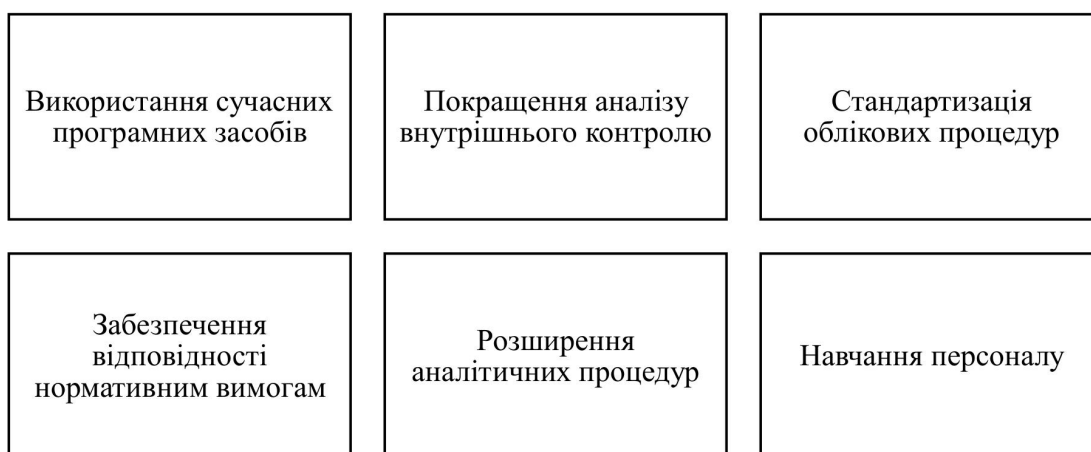 Використання сучасних
програмних засобів
Покращення аналізу
внутрішнього контролю
Стандартизація
облікових процедур
Забезпечення
відповідності
нормативним вимогам
Розширення
аналітичних процедур
Навчання персоналу